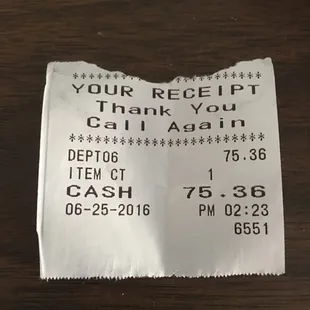 ************************
YOUR RECEIPT
Thank You
Call Again
************************
DEPT06 75.36
ITEM CT 1
CASH 75.36
06-25-2016 PM 02:23
6551